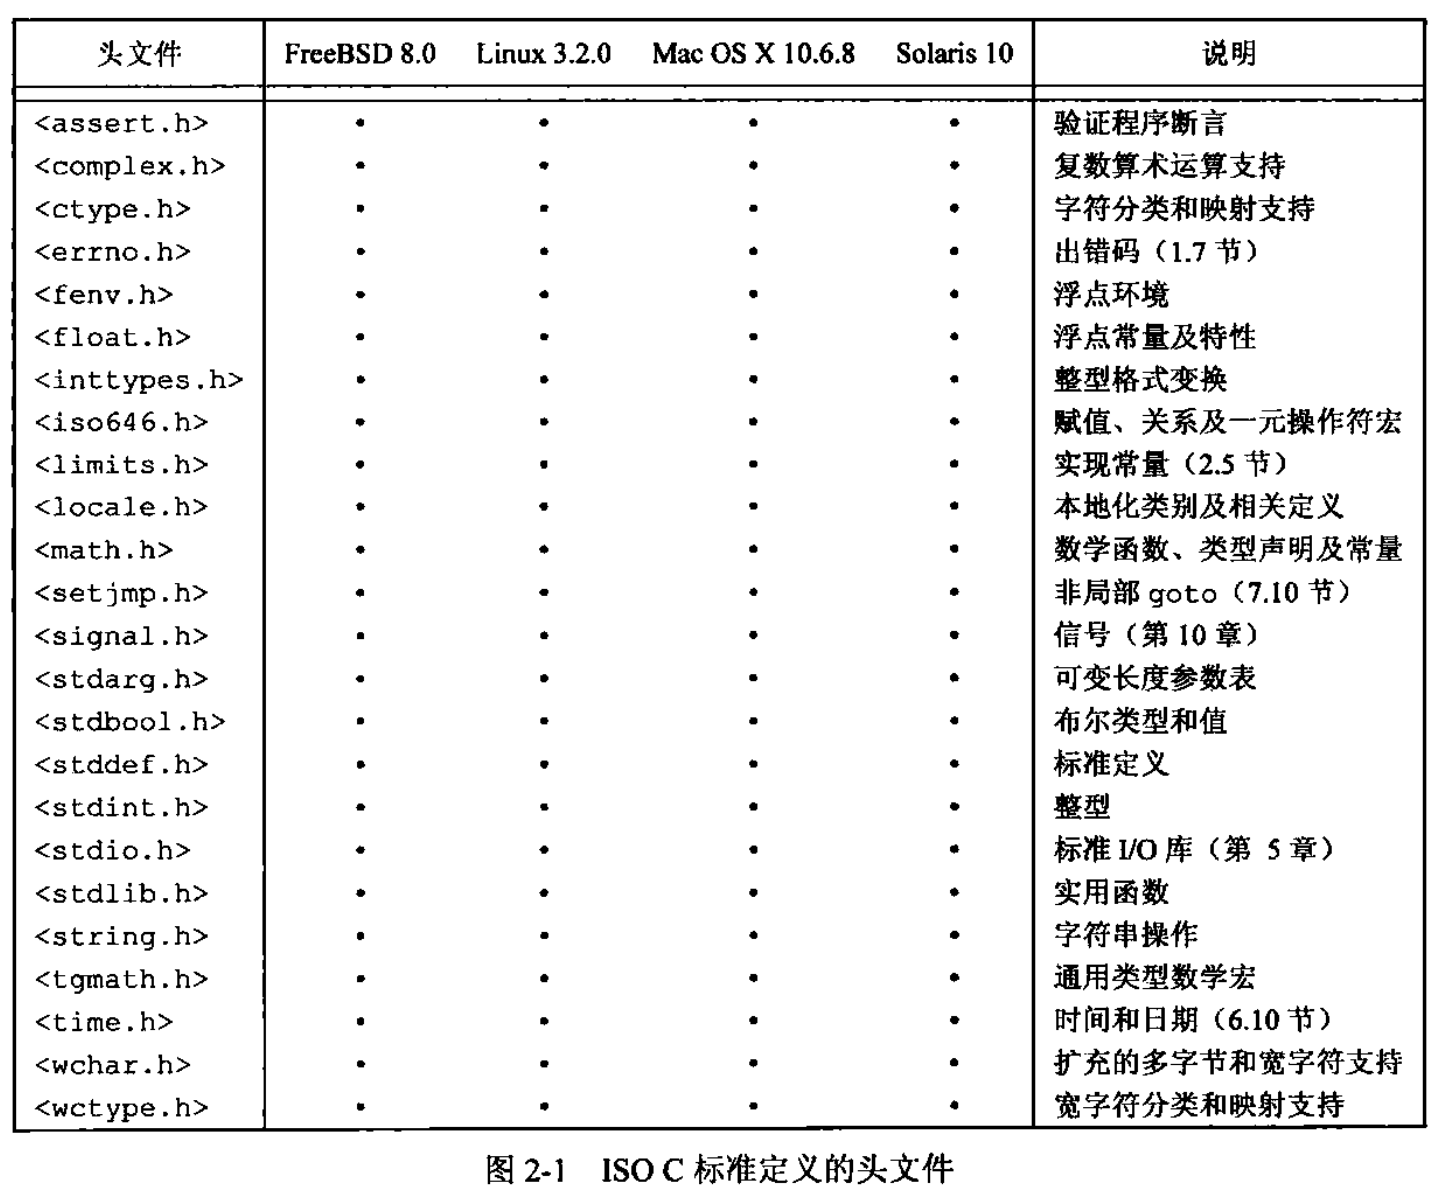 头文件 FreeBSD 8.0 Linux 3.2.0 Mac OS X 10.6.8 Solaris 10 说明
<assert.h> • • • • 验证程序断言
<complex.h> • • • • 复数算术运算支持
<ctype.h> • • • • 字符分类和映射支持
<errno.h> • • • • 出错码（1.7 节）
<fenv.h> • • • • 浮点环境
<float.h> • • • • 浮点常量及特性
<inttypes.h> • • • • 整型格式变换
<iso646.h> • • • • 赋值、关系及一元操作符宏
<limits.h> • • • • 实现常量（2.5 节）
<locale.h> • • • • 本地化类别及相关定义
<math.h> • • • • 数学函数、类型声明及常量
<setjmp.h> • • • • 非局部 goto（7.10 节）
<signal.h> • • • • 信号（第 10 章）
<stdarg.h> • • • • 可变长度参数表
<stdbool.h> • • • • 布尔类型和值
<stddef.h> • • • • 标准定义
<stdint.h> • • • • 整型
<stdio.h> • • • • 标准 I/O 库（第 5 章）
<stdlib.h> • • • • 实用函数
<string.h> • • • • 字符串操作
<tgmath.h> • • • • 通用类型数学宏
<time.h> • • • • 时间和日期（6.10 节）
<wchar.h> • • • • 扩充的多字节和宽字符支持
<wctype.h> • • • • 宽字符分类和映射支持
图 2-1 ISO C 标准定义的头文件